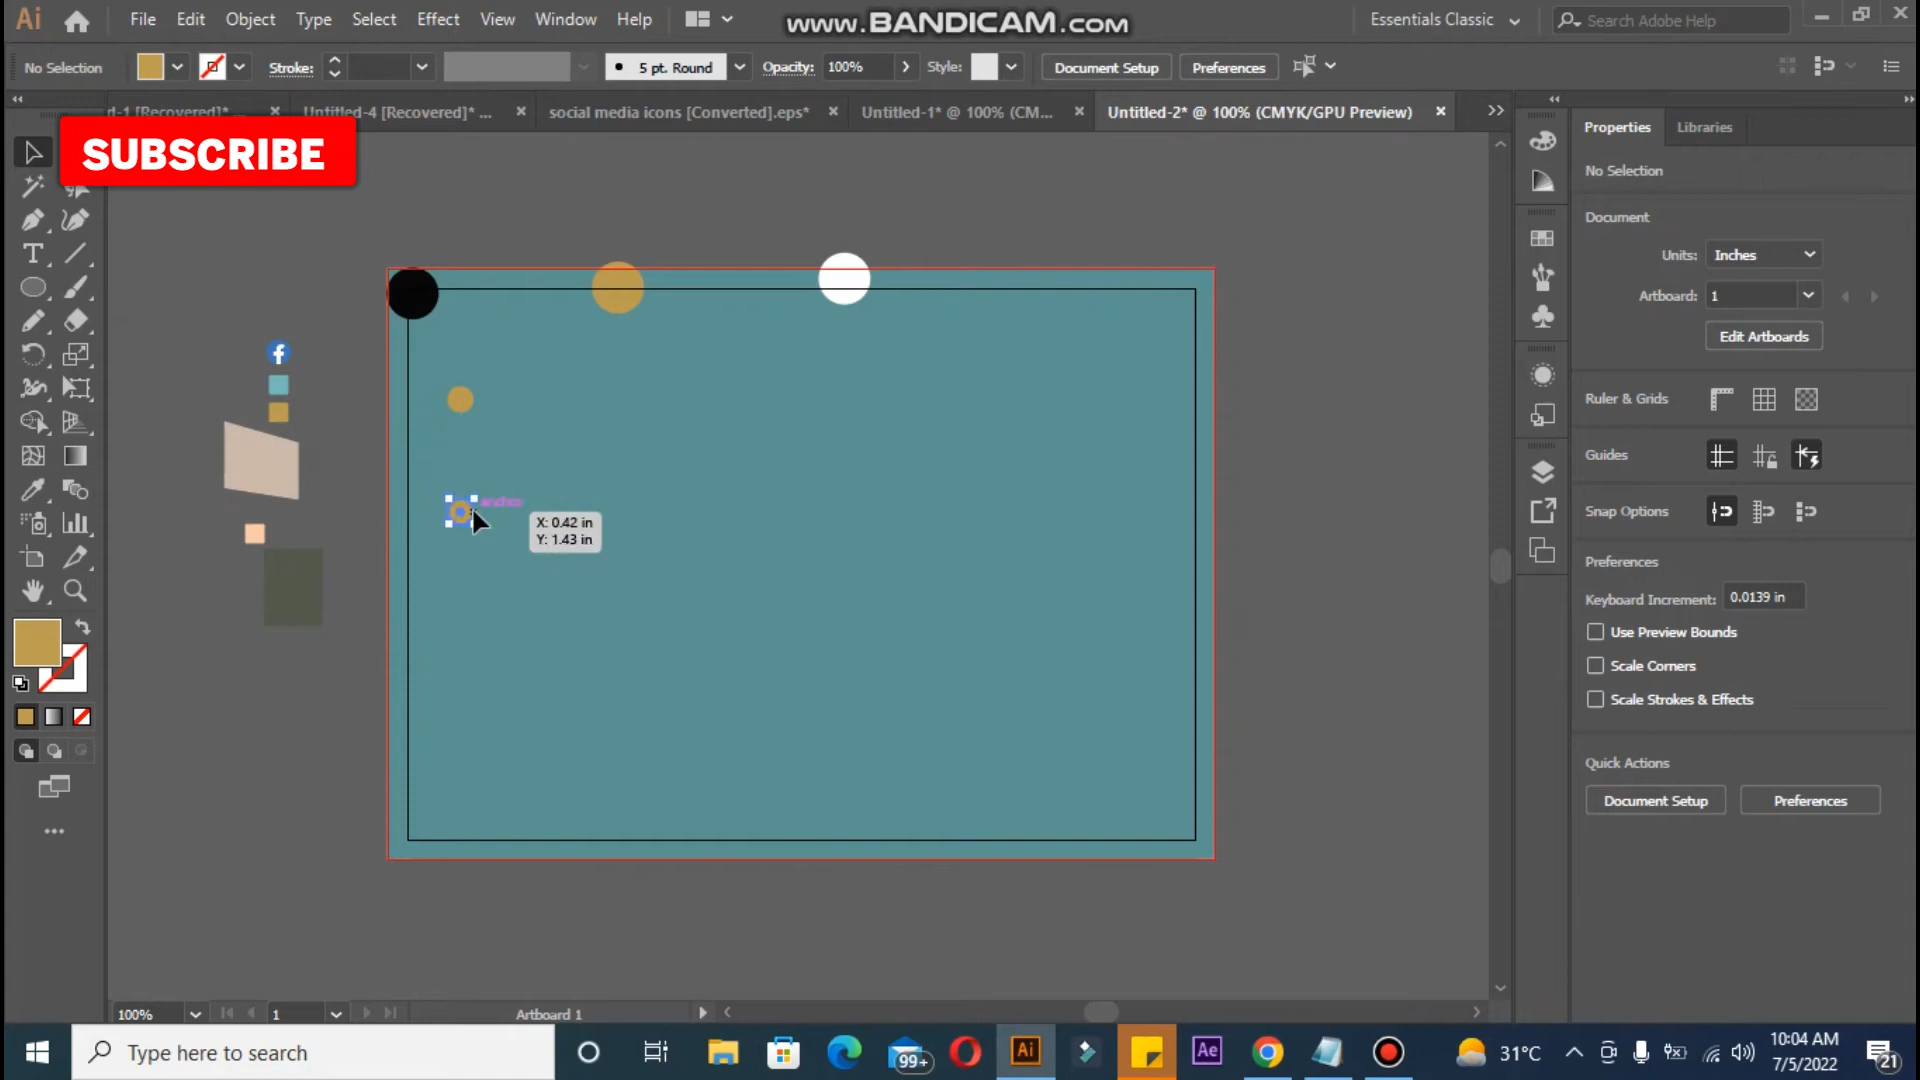 Ai File Edit Object Type Select Effect View Window Help
www.BANDICAM.com
Essentials Classic
Search Adobe Help
No Selection
Stroke:
5 pt. Round
Opacity: 100%
Style:
Document Setup
Preferences
d-1 [Recovered]*
Untitled-4 [Recovered]* ...
social media icons [Converted].eps*
Untitled-1* @ 100% (CM...
Untitled-2* @ 100% (CMYK/GPU Preview)
SUBSCRIBE
Properties
Libraries
No Selection
Document
Units: Inches
Artboard: 1
Edit Artboards
Ruler & Grids
Guides
X: 0.42 in
Y: 1.43 in
Snap Options
Preferences
Keyboard Increment: 0.0139 in
Use Preview Bounds
Scale Corners
Scale Strokes & Effects
Quick Actions
Document Setup
Preferences
100%
1
Artboard 1
Type here to search
99+
Ai
Ae
31°C
10:04 AM
7/5/2022
21